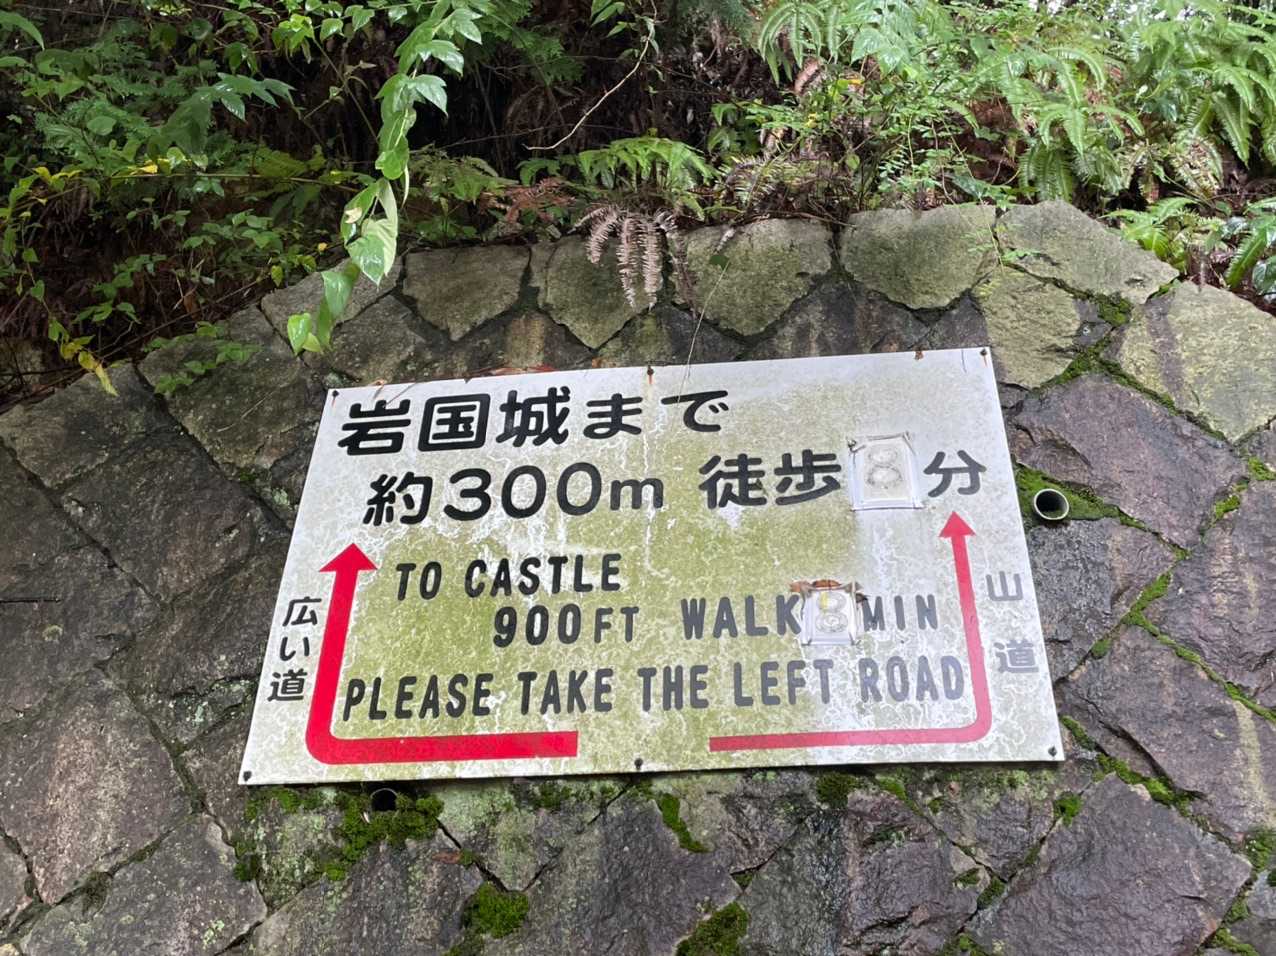 岩国城まで
約300m 徒歩8分
TO CASTLE
900FT WALK 8 MIN
PLEASE TAKE THE LEFT ROAD
広い道
山道